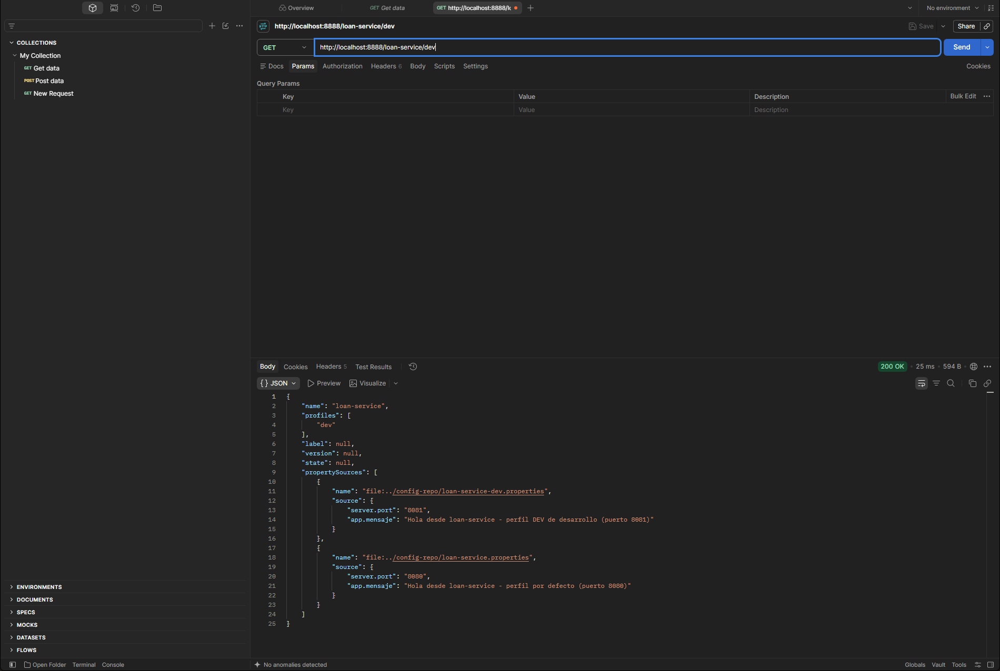 Overview
GET Get data
GET http://localhost:8888/lo
No environment
http://localhost:8888/loan-service/dev
Save
Share
COLLECTIONS
My Collection
GET Get data
POST Post data
GET New Request
GET
http://localhost:8888/loan-service/dev
Send
Docs
Params
Authorization
Headers 6
Body
Scripts
Settings
Cookies
Query Params
Key
Value
Description
Bulk Edit
Key
Value
Description
Body
Cookies
Headers 5
Test Results
200 OK
25 ms
594 B
{} JSON
Preview
Visualize
1 {
2 "name": "loan-service",
3 "profiles": [
4 "dev"
5 ],
6 "label": null,
7 "version": null,
8 "state": null,
9 "propertySources": [
10 {
11 "name": "file:../config-repo/loan-service-dev.properties",
12 "source": {
13 "server.port": "8081",
14 "app.mensaje": "Hola desde loan-service - perfil DEV de desarrollo (puerto 8081)"
15 }
16 },
17 {
18 "name": "file:../config-repo/loan-service.properties",
19 "source": {
20 "server.port": "8080",
21 "app.mensaje": "Hola desde loan-service - perfil por defecto (puerto 8080)"
22 }
23 }
24 ]
25 }
ENVIRONMENTS
DOCUMENTS
SPECS
MOCKS
DATASETS
FLOWS
Open Folder
Terminal
Console
No anomalies detected
Globals
Vault
Tools